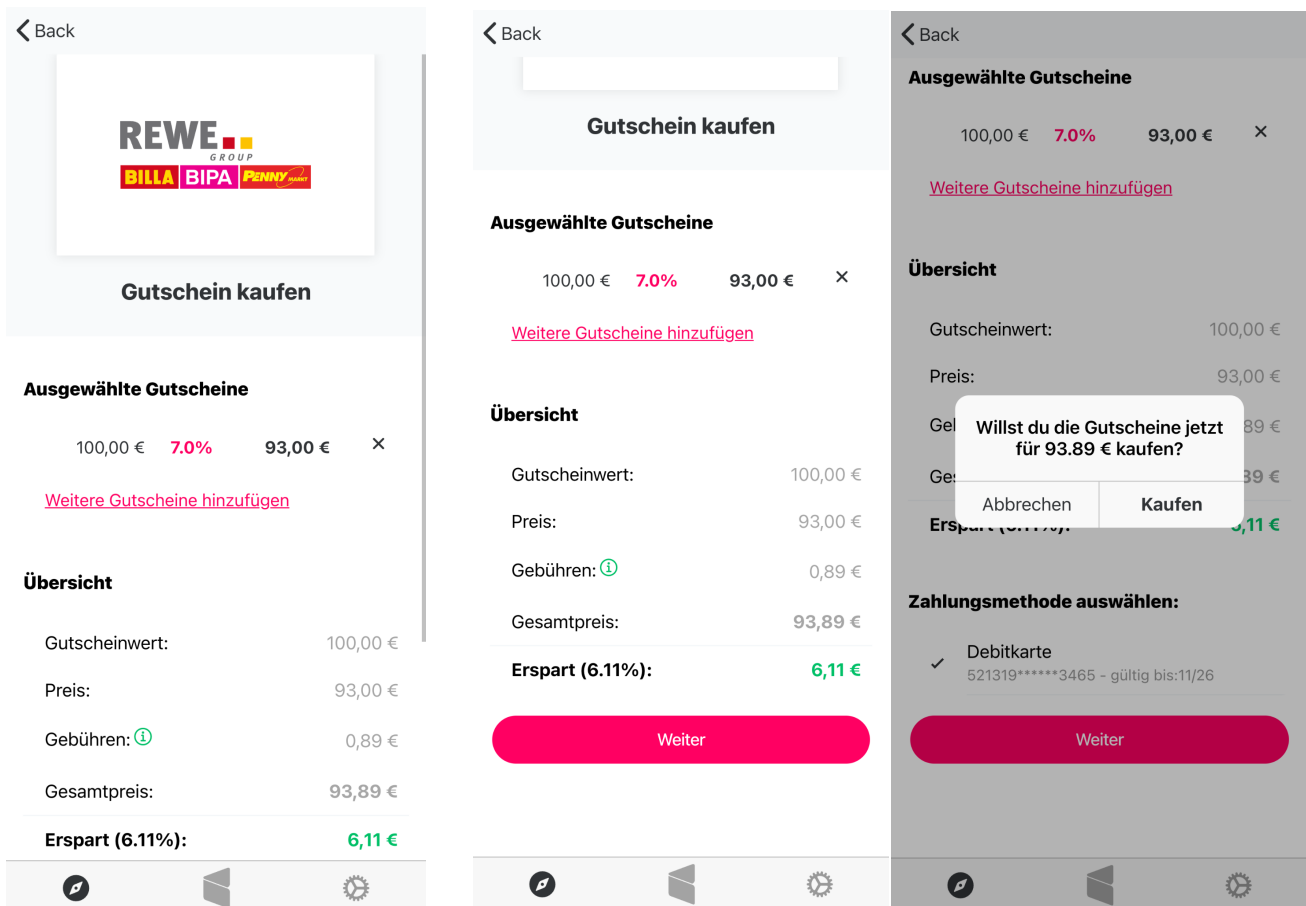 Back
REWE
GROUP
BILLA BIPA PENNY MARKT
Gutschein kaufen
Ausgewählte Gutscheine
100,00 € 7.0% 93,00 € ×
Weitere Gutscheine hinzufügen
Übersicht
Gutscheinwert: 100,00 €
Preis: 93,00 €
Gebühren: i 0,89 €
Gesamtpreis: 93,89 €
Erspart (6.11%): 6,11 €
Back
Gutschein kaufen
Ausgewählte Gutscheine
100,00 € 7.0% 93,00 € ×
Weitere Gutscheine hinzufügen
Übersicht
Gutscheinwert: 100,00 €
Preis: 93,00 €
Gebühren: i 0,89 €
Gesamtpreis: 93,89 €
Erspart (6.11%): 6,11 €
Weiter
Back
Ausgewählte Gutscheine
100,00 € 7.0% 93,00 € ×
Weitere Gutscheine hinzufügen
Übersicht
Gutscheinwert: 100,00 €
Preis: 93,00 €
Willst du die Gutscheine jetzt
für 93.89 € kaufen?
Abbrechen Kaufen
Zahlungsmethode auswählen:
Debitkarte
521319******3465 - gültig bis:11/26
Weiter